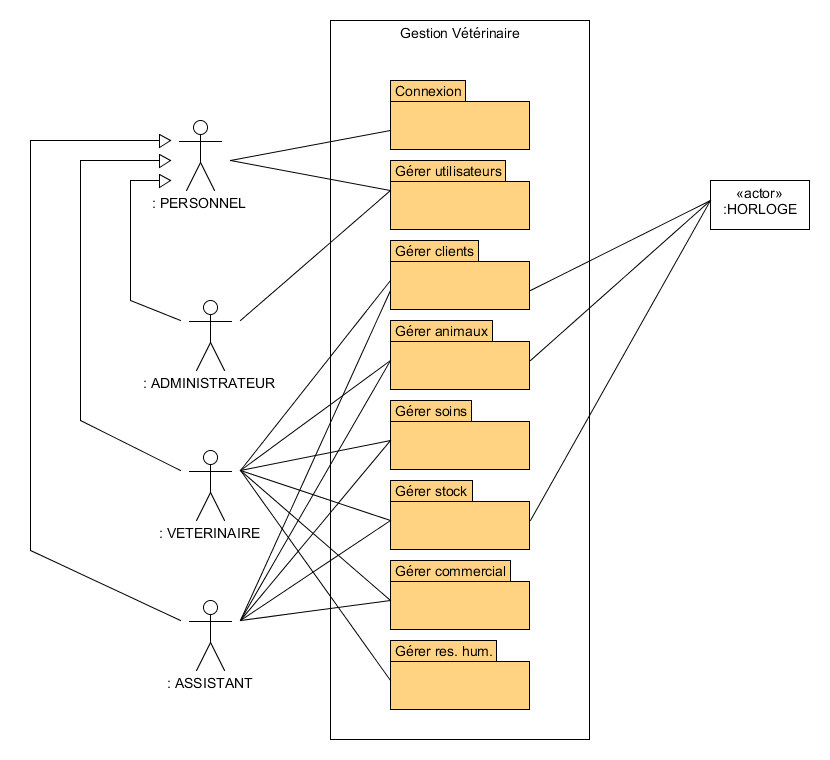 Gestion Vétérinaire
Connexion
: PERSONNEL
Gérer utilisateurs
«actor»
:HORLOGE
Gérer clients
: ADMINISTRATEUR
Gérer animaux
Gérer soins
: VETERINAIRE
Gérer stock
Gérer commercial
: ASSISTANT
Gérer res. hum.